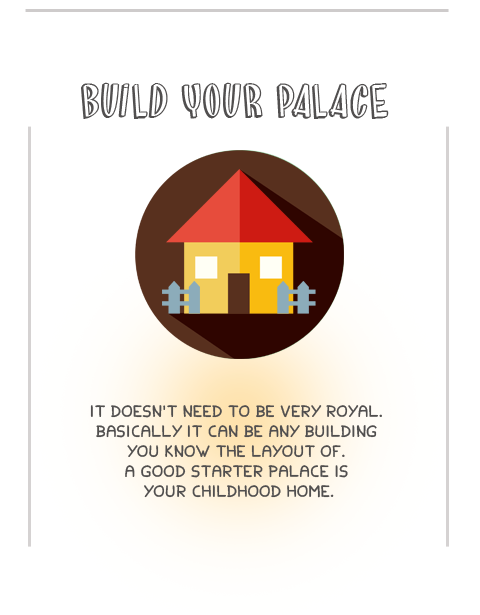 BUILD YOUR PALACE
IT DOESN'T NEED TO BE VERY ROYAL.
BASICALLY IT CAN BE ANY BUILDING
YOU KNOW THE LAYOUT OF.
A GOOD STARTER PALACE IS
YOUR CHILDHOOD HOME.